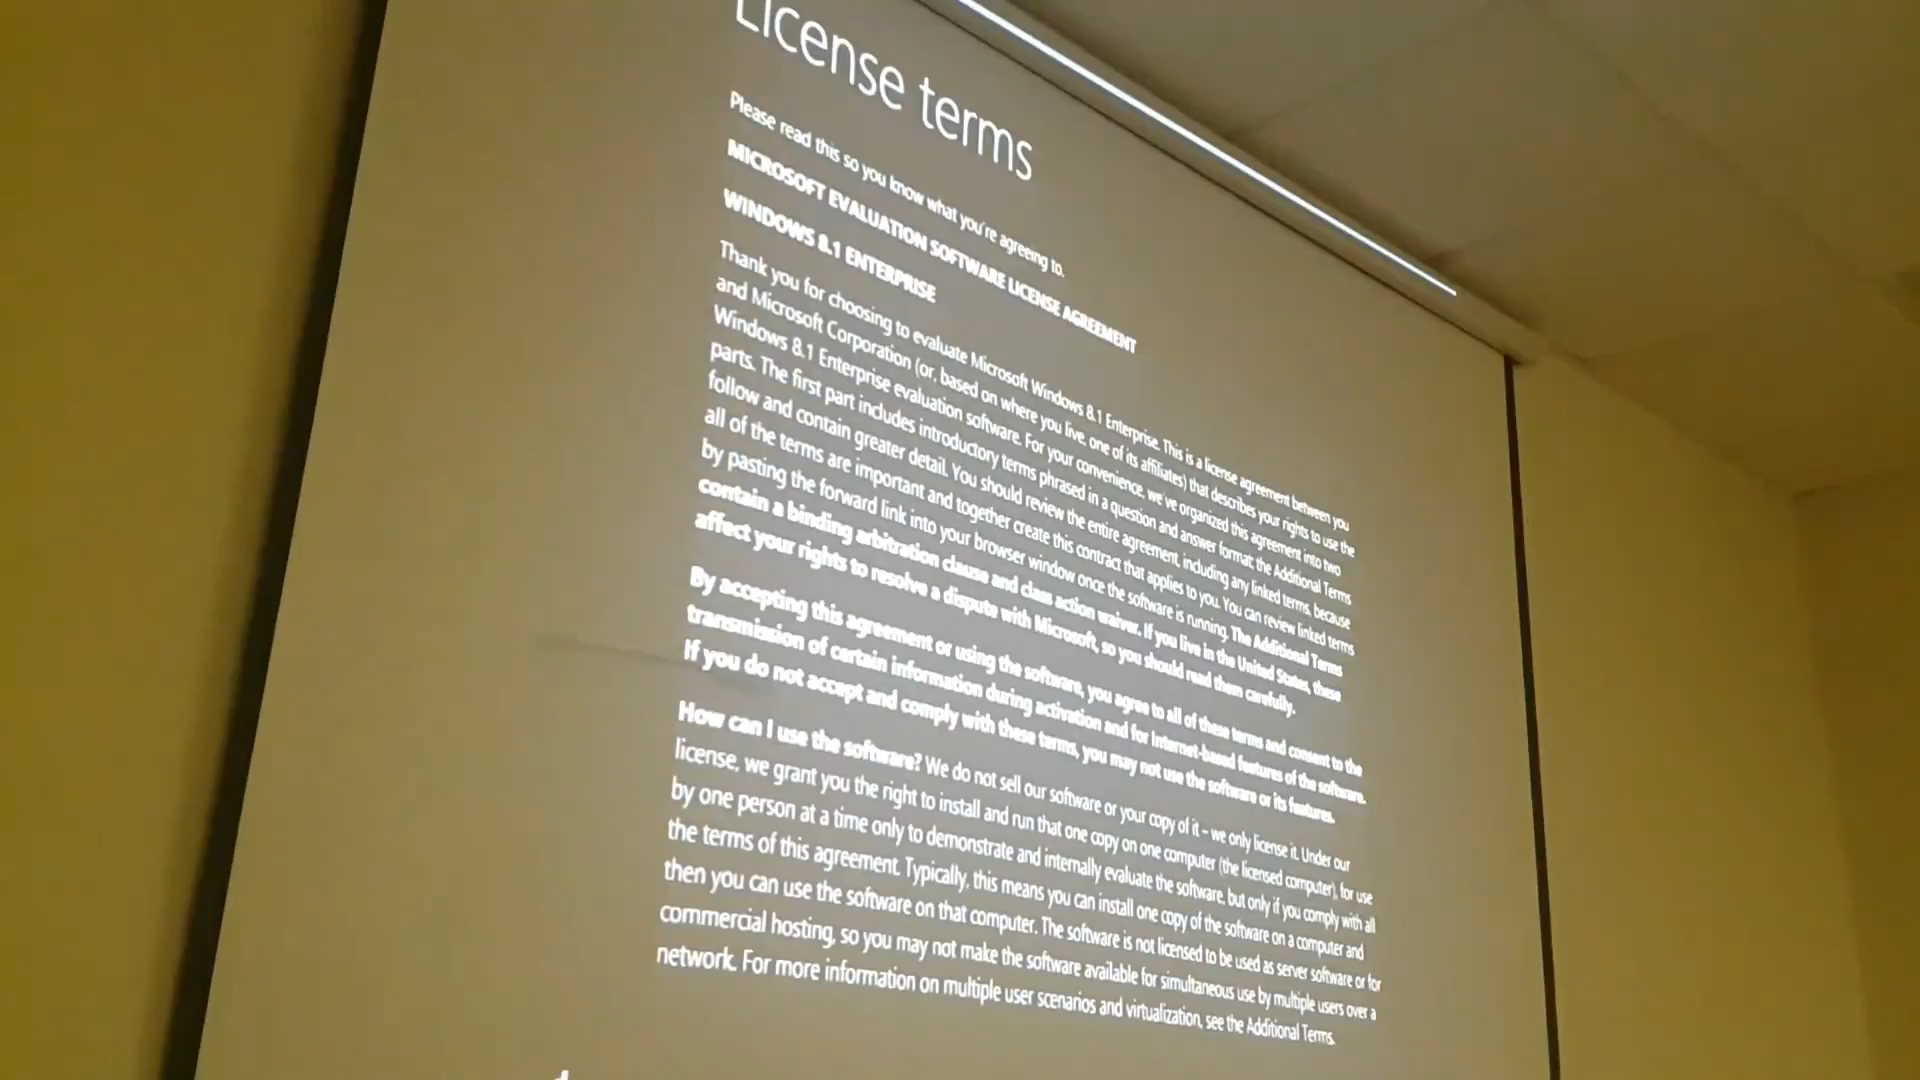 License terms
Please read this so you know what you're agreeing to.
MICROSOFT EVALUATION SOFTWARE LICENSE AGREEMENT
WINDOWS 8.1 ENTERPRISE
Thank you for choosing to evaluate Microsoft Windows 8.1 Enterprise. This is a license agreement between you
and Microsoft Corporation (or, based on where you live, one of its affiliates) that describes your rights to use the
Windows 8.1 Enterprise evaluation software. For your convenience, we've organized this agreement into two
parts. The first part includes introductory terms phrased in a question and answer format; the Additional Terms
follow and contain greater detail. You should review the entire agreement, including any linked terms, because
all of the terms are important and together create this contract that applies to you. You can review linked terms
by pasting the forward link into your browser window once the software is running. The Additional Terms
contain a binding arbitration clause and class action waiver. If you live in the United States, these
affect your rights to resolve a dispute with Microsoft, so you should read them carefully.
By accepting this agreement or using the software, you agree to all of these terms and consent to the
transmission of certain information during activation and for Internet-based features of the software.
If you do not accept and comply with these terms, you may not use the software or its features.
How can I use the software? We do not sell our software or your copy of it – we only license it. Under our
license, we grant you the right to install and run that one copy on one computer (the licensed computer), for use
by one person at a time only to demonstrate and internally evaluate the software, but only if you comply with all
the terms of this agreement. Typically, this means you can install one copy of the software on a computer and
then you can use the software on that computer. The software is not licensed to be used as server software or for
commercial hosting, so you may not make the software available for simultaneous use by multiple users over a
network. For more information on multiple user scenarios and virtualization, see the Additional Terms.